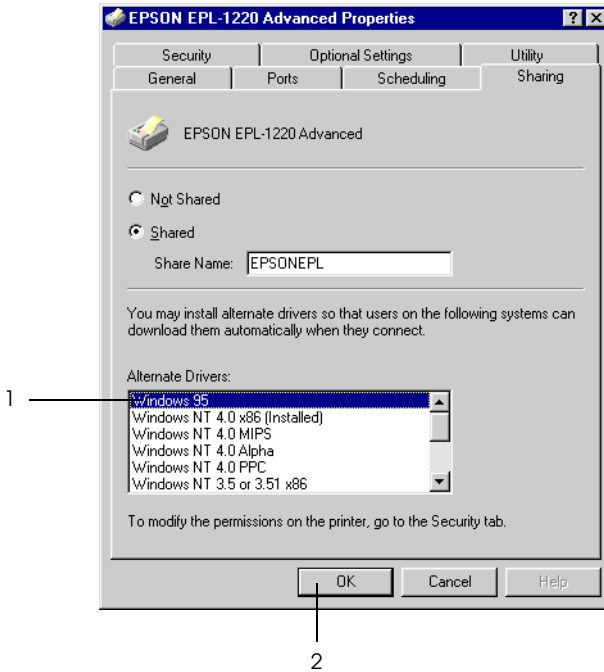 EPSON EPL-1220 Advanced Properties
Security Optional Settings Utility
General Ports Scheduling Sharing
EPSON EPL-1220 Advanced
Not Shared
Shared
Share Name: EPSONEPL
You may install alternate drivers so that users on the following systems can
download them automatically when they connect.
Alternate Drivers:
1
Windows 95
Windows NT 4.0 x86 (Installed)
Windows NT 4.0 MIPS
Windows NT 4.0 Alpha
Windows NT 4.0 PPC
Windows NT 3.5 or 3.51 x86
To modify the permissions on the printer, go to the Security tab.
OK Cancel Help
2